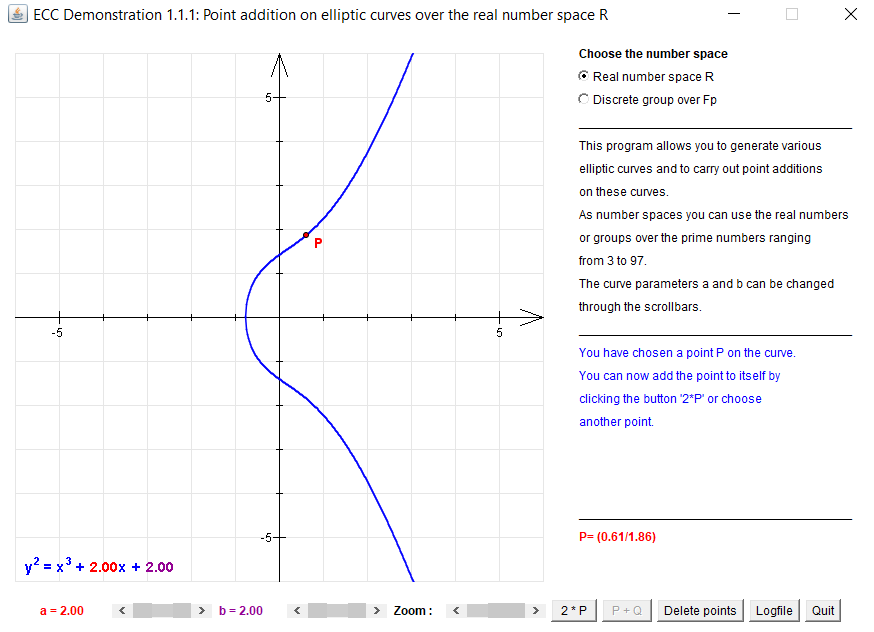 ECC Demonstration 1.1.1: Point addition on elliptic curves over the real number space R
Choose the number space
Real number space R
Discrete group over Fp
This program allows you to generate various
elliptic curves and to carry out point additions
on these curves.
As number spaces you can use the real numbers
or groups over the prime numbers ranging
from 3 to 97.
The curve parameters a and b can be changed
through the scrollbars.
You have chosen a point P on the curve.
You can now add the point to itself by
clicking the button '2*P' or choose
another point.
P= (0.61/1.86)
5
P
-5
5
-5
y² = x³ + 2.00x + 2.00
a = 2.00
b = 2.00
Zoom :
2 * P
P + Q
Delete points
Logfile
Quit